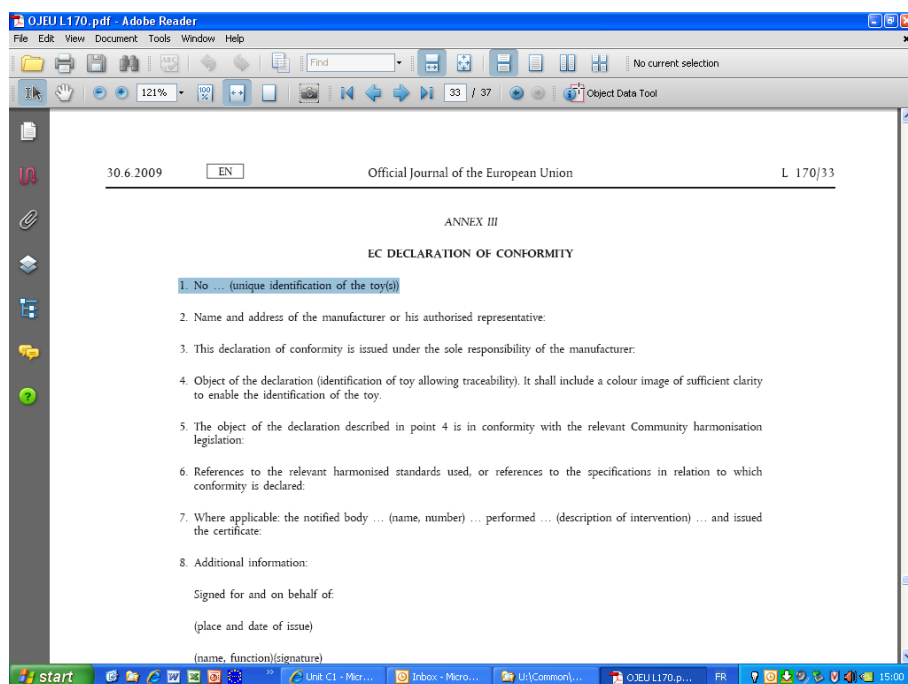 OJEU L170.pdf - Adobe Reader
File Edit View Document Tools Window Help
Find
No current selection
121%
33 / 37
Object Data Tool
30.6.2009 EN Official Journal of the European Union L 170/33
ANNEX III
EC DECLARATION OF CONFORMITY
1. No … (unique identification of the toy(s))
2. Name and address of the manufacturer or his authorised representative:
3. This declaration of conformity is issued under the sole responsibility of the manufacturer:
4. Object of the declaration (identification of toy allowing traceability). It shall include a colour image of sufficient clarity
to enable the identification of the toy.
5. The object of the declaration described in point 4 is in conformity with the relevant Community harmonisation
legislation:
6. References to the relevant harmonised standards used, or references to the specifications in relation to which
conformity is declared:
7. Where applicable: the notified body … (name, number) … performed … (description of intervention) … and issued
the certificate:
8. Additional information:
Signed for and on behalf of:
(place and date of issue)
(name, function)(signature)
start Unit C1 - Micr... Inbox - Micro... U:\Common\... OJEU L170.p... FR 15:00